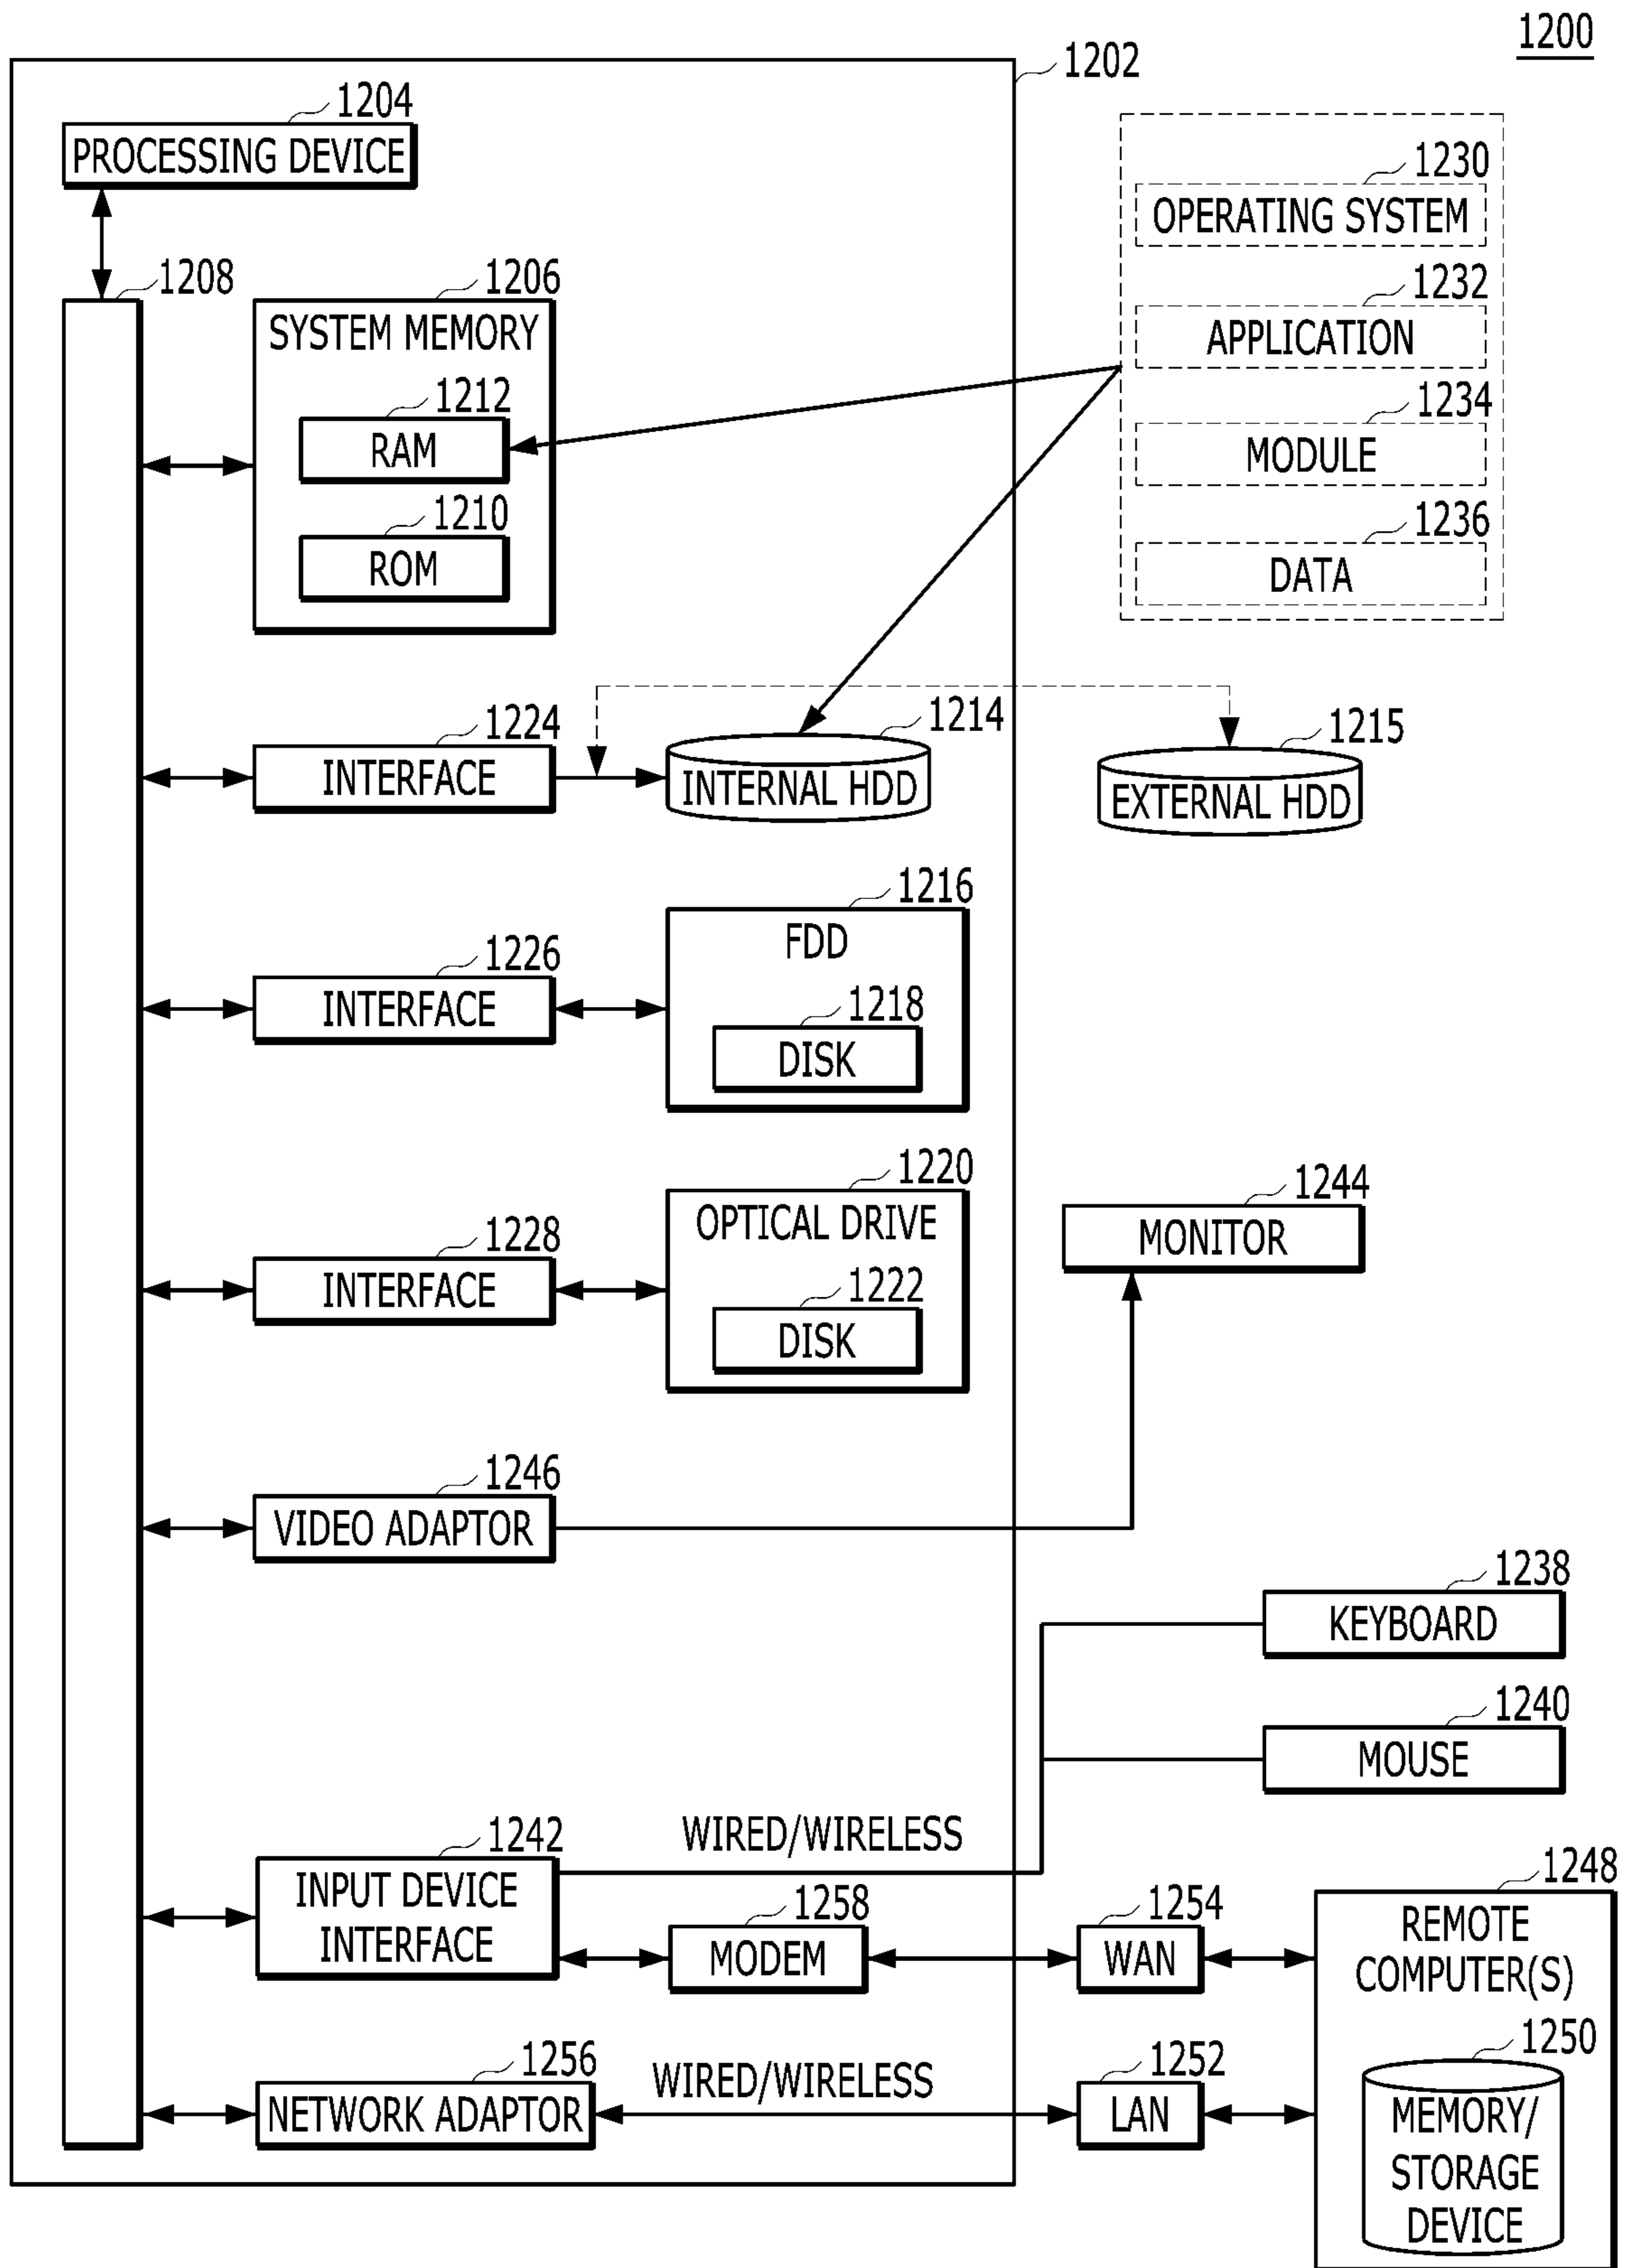 1200
1202
1204
PROCESSING DEVICE
1208
1206
SYSTEM MEMORY
1212
RAM
1210
ROM
1230
OPERATING SYSTEM
1232
APPLICATION
1234
MODULE
1236
DATA
1224
INTERFACE
1214
INTERNAL HDD
1215
EXTERNAL HDD
1226
INTERFACE
1216
FDD
1218
DISK
1228
INTERFACE
1220
OPTICAL DRIVE
1222
DISK
1244
MONITOR
1246
VIDEO ADAPTOR
1238
KEYBOARD
1240
MOUSE
1242
INPUT DEVICE
INTERFACE
WIRED/WIRELESS
1258
MODEM
1254
WAN
1248
REMOTE
COMPUTER(S)
1250
MEMORY/
STORAGE
DEVICE
1256
NETWORK ADAPTOR
WIRED/WIRELESS
1252
LAN